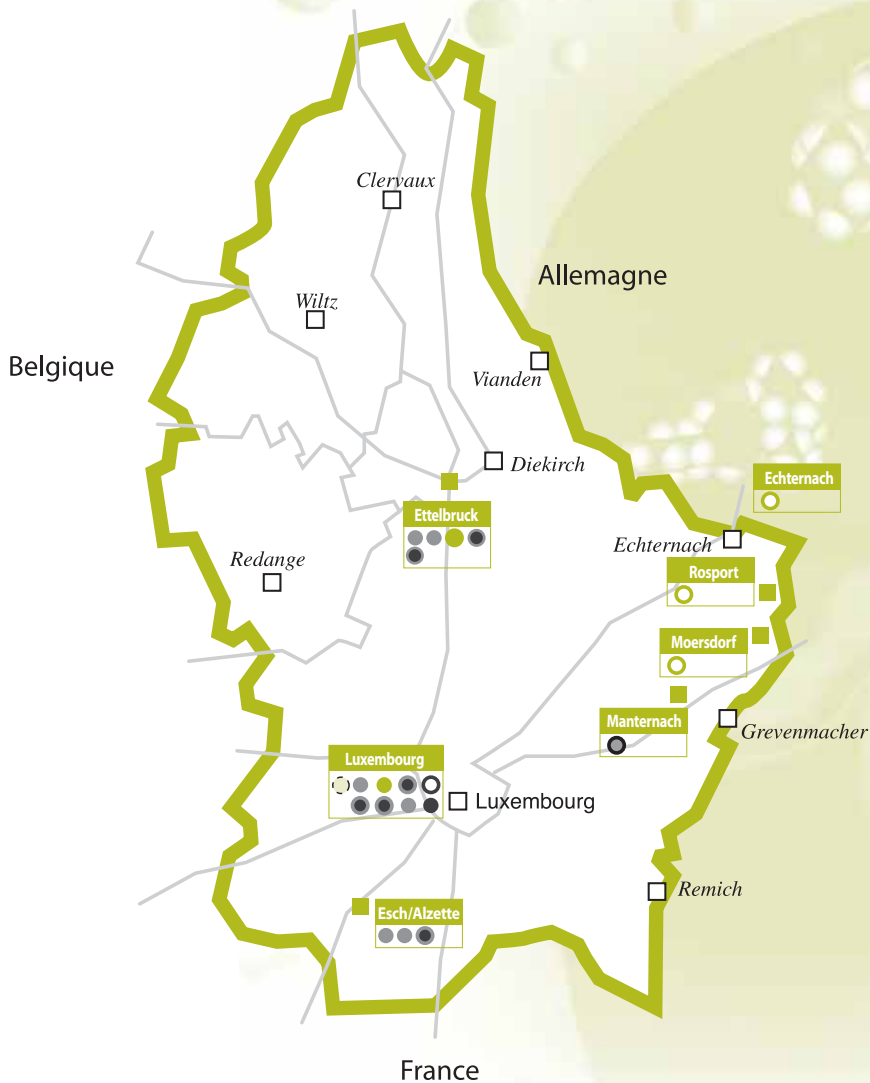 Clervaux
Allemagne
Wiltz
Belgique
Vianden
Diekirch
Echternach
Ettelbruck
Echternach
Redange
Rosport
Moersdorf
Manternach
Grevenmacher
Luxembourg
Luxembourg
Remich
Esch/Alzette
France